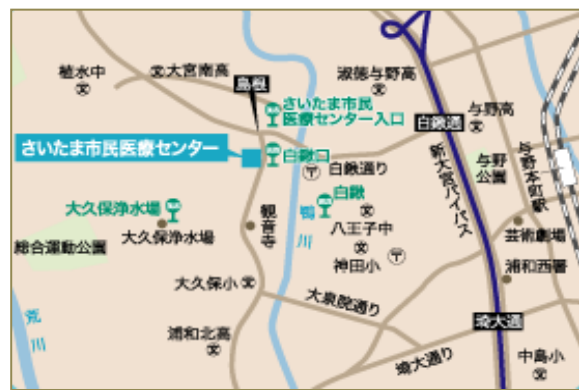 植水中
大宮南高
島根
淑徳与野高
さいたま市民
医療センター入口
与野高
白鍬通
さいたま市民医療センター
白鍬口
白鍬通り
与野
公園
与野本町駅
新大宮バイパス
大久保浄水場
白鍬
鴨川
八王子中
観音寺
大久保浄水場
総合運動公園
神田小
芸術劇場
浦和西署
大久保小
大泉院通り
荒川
浦和北高
埼大通
埼大通り
中島小